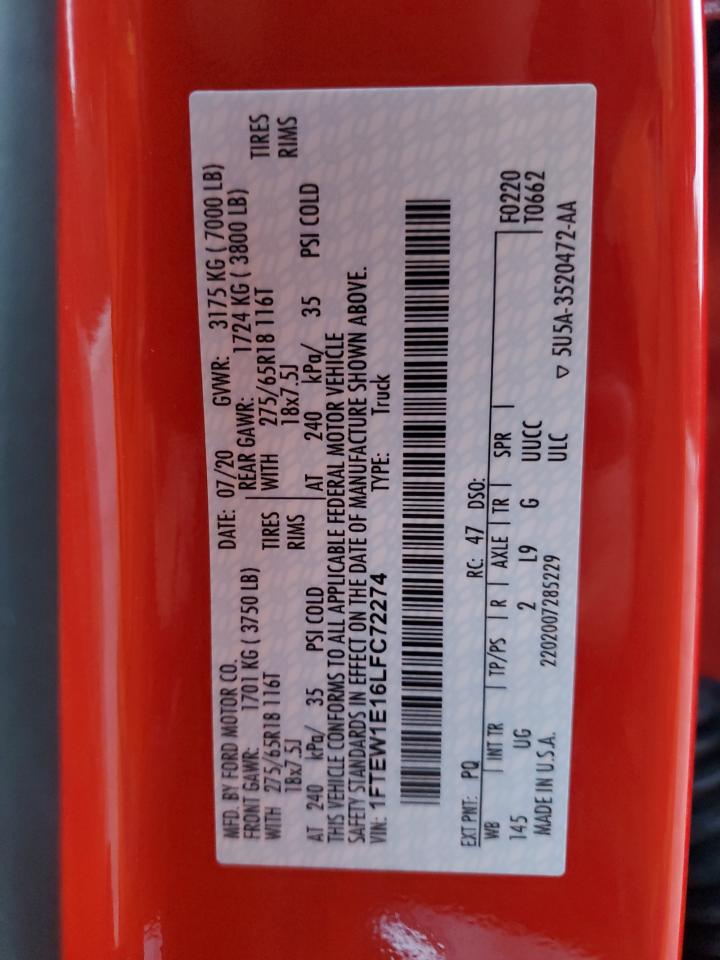 MFD. BY FORD MOTOR CO.
DATE: 07/20 GVWR: 3175 KG ( 7000 LB)
FRONT GAWR: 1701 KG ( 3750 LB)
REAR GAWR: 1724 KG ( 3800 LB)
WITH 275/65R18 116T TIRES
WITH 275/65R18 116T TIRES
18x7.5J RIMS
18x7.5J RIMS
AT 240 kPa/ 35 PSI COLD
AT 240 kPa/ 35 PSI COLD
THIS VEHICLE CONFORMS TO ALL APPLICABLE FEDERAL MOTOR VEHICLE
SAFETY STANDARDS IN EFFECT ON THE DATE OF MANUFACTURE SHOWN ABOVE.
VIN: 1FTEW1E16LFC72274 TYPE: Truck
EXT PNT: PQ RC: 47 DSO:
WB INT TR TP/PS R AXLE TR SPR F0220
145 UG 2 L9 G UUCC T0662
MADE IN U.S.A. 2202007285229 ULC
▽ 5U5A-3520472-AA